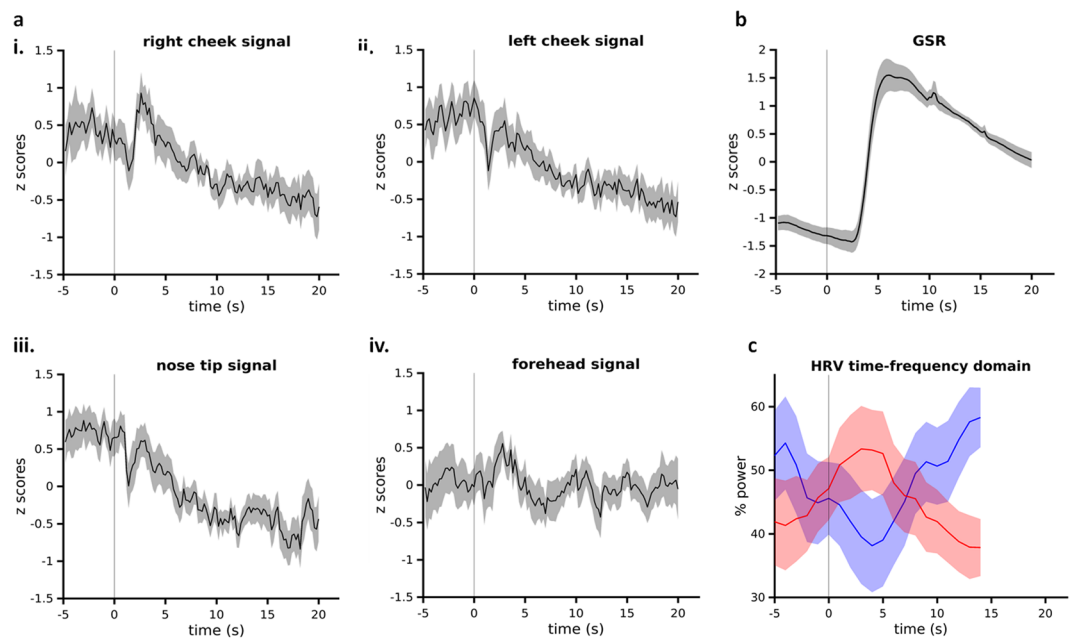 a
i.
right cheek signal
1.5
1
0.5
0
-0.5
-1
-1.5
z scores
-5 0 5 10 15 20
time (s)
ii.
left cheek signal
1.5
1
0.5
0
-0.5
-1
-1.5
z scores
-5 0 5 10 15 20
time (s)
b
GSR
2
1.5
1
0.5
0
-0.5
-1
-1.5
-2
z scores
-5 0 5 10 15 20
time (s)
iii.
nose tip signal
1.5
1
0.5
0
-0.5
-1
-1.5
z scores
-5 0 5 10 15 20
time (s)
iv.
forehead signal
1.5
1
0.5
0
-0.5
-1
-1.5
z scores
-5 0 5 10 15 20
time (s)
c
HRV time-frequency domain
60
50
40
30
% power
-5 0 5 10 15 20
time (s)